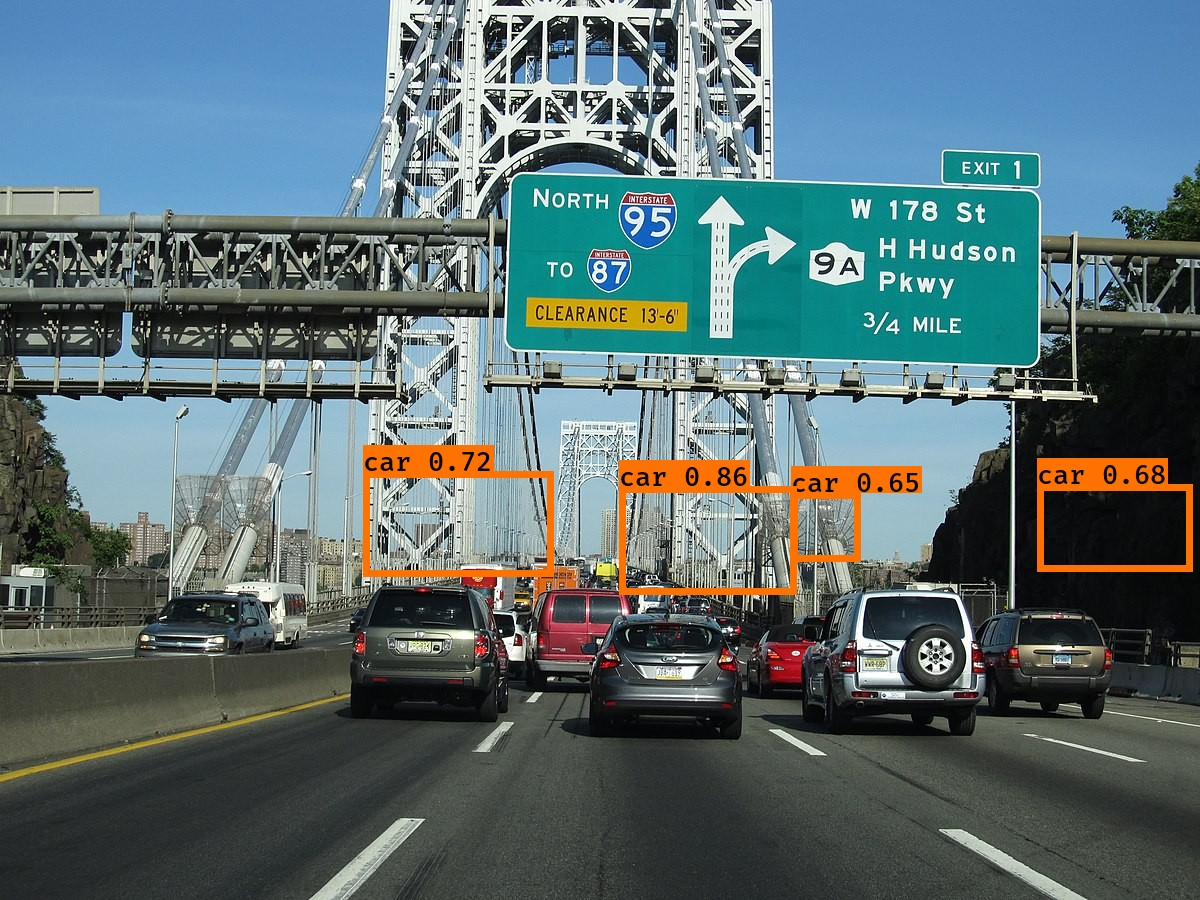 EXIT 1
NORTH INTERSTATE 95
TO INTERSTATE 87
CLEARANCE 13'-6"
W 178 St
9A H Hudson
Pkwy
3/4 MILE
car 0.72
car 0.86
car 0.65
car 0.68